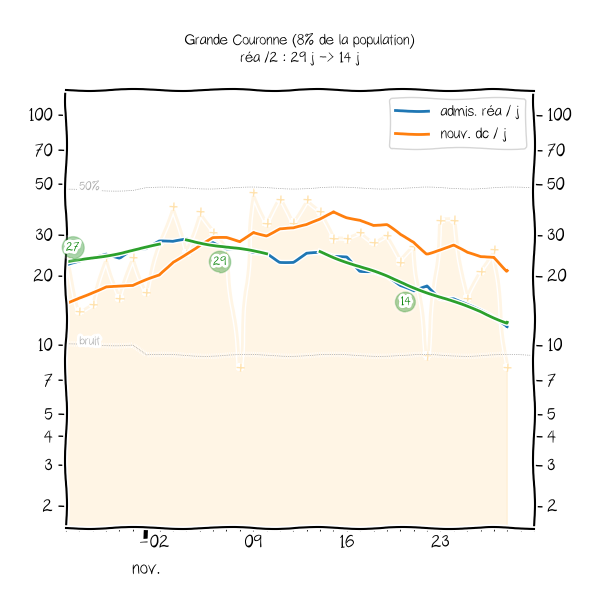 Grande Couronne (8% de la population)
réa /2 : 29 j -> 14 j
admis. réa / j
nouv. dc / j
100 100
70 70
50 50
50%
30 30
27
29
20 20
14
10 10
bruit
7 7
5 5
4 4
3 3
2 2
02 09 16 23
nov.